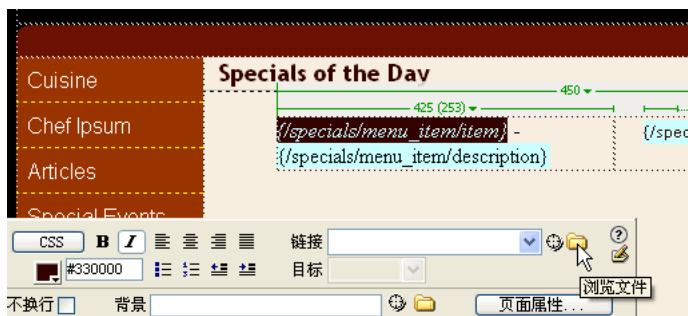 Cuisine
Specials of the Day
450
425 (253)
Chef Ipsum
{/specials/menu_item/item} -
{/spec
{/specials/menu_item/description}
Articles
Special Events
CSS B I 链接
#330000 目标
浏览文件
不换行 背景 页面属性...